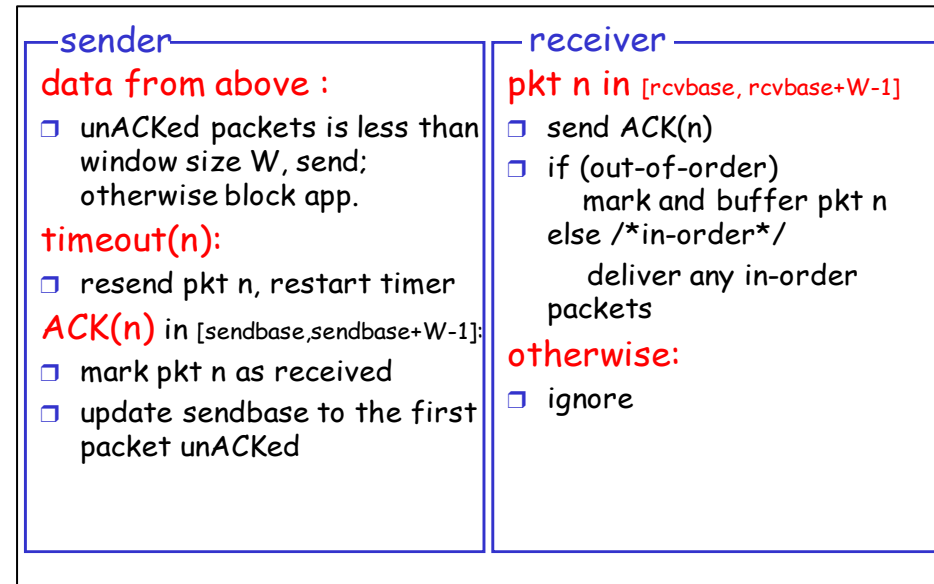 sender
data from above :
❒ unACKed packets is less than
window size W, send;
otherwise block app.
timeout(n):
❒ resend pkt n, restart timer
ACK(n) in [sendbase,sendbase+W-1]:
❒ mark pkt n as received
❒ update sendbase to the first
packet unACKed
receiver
pkt n in [rcvbase, rcvbase+W-1]
❒ send ACK(n)
❒ if (out-of-order)
mark and buffer pkt n
else /*in-order*/
deliver any in-order
packets
otherwise:
❒ ignore